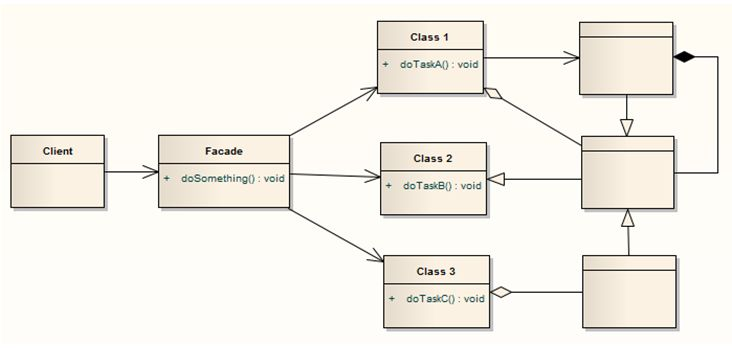 Client
Facade
+ doSomething() : void
Class 1
+ doTaskA() : void
Class 2
+ doTaskB() : void
Class 3
+ doTaskC() : void